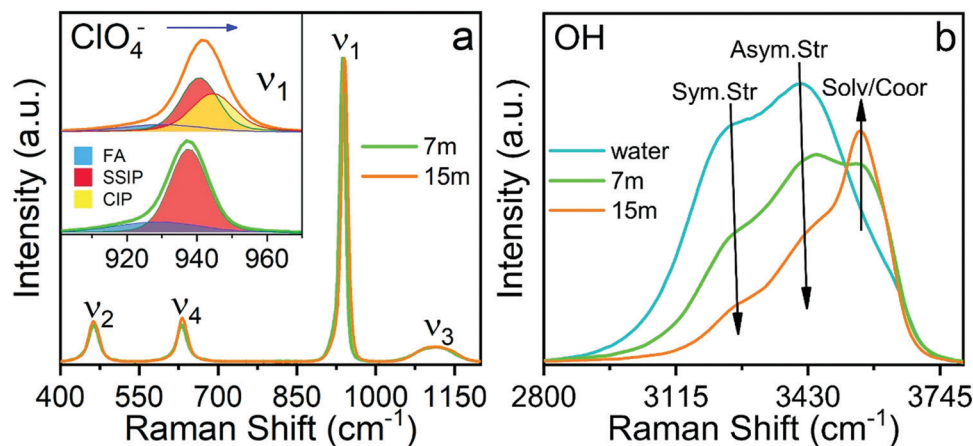 ClO₄⁻
a
ν₁
FA
SSIP
CIP
920 940 960
ν₁
7m
15m
ν₂
ν₄
ν₃
Intensity (a.u.)
400 550 700 850 1000 1150
Raman Shift (cm⁻¹)
OH
b
Asym.Str
Sym.Str
Solv/Coor
water
7m
15m
Intensity (a.u.)
2800 3115 3430 3745
Raman Shift (cm⁻¹)